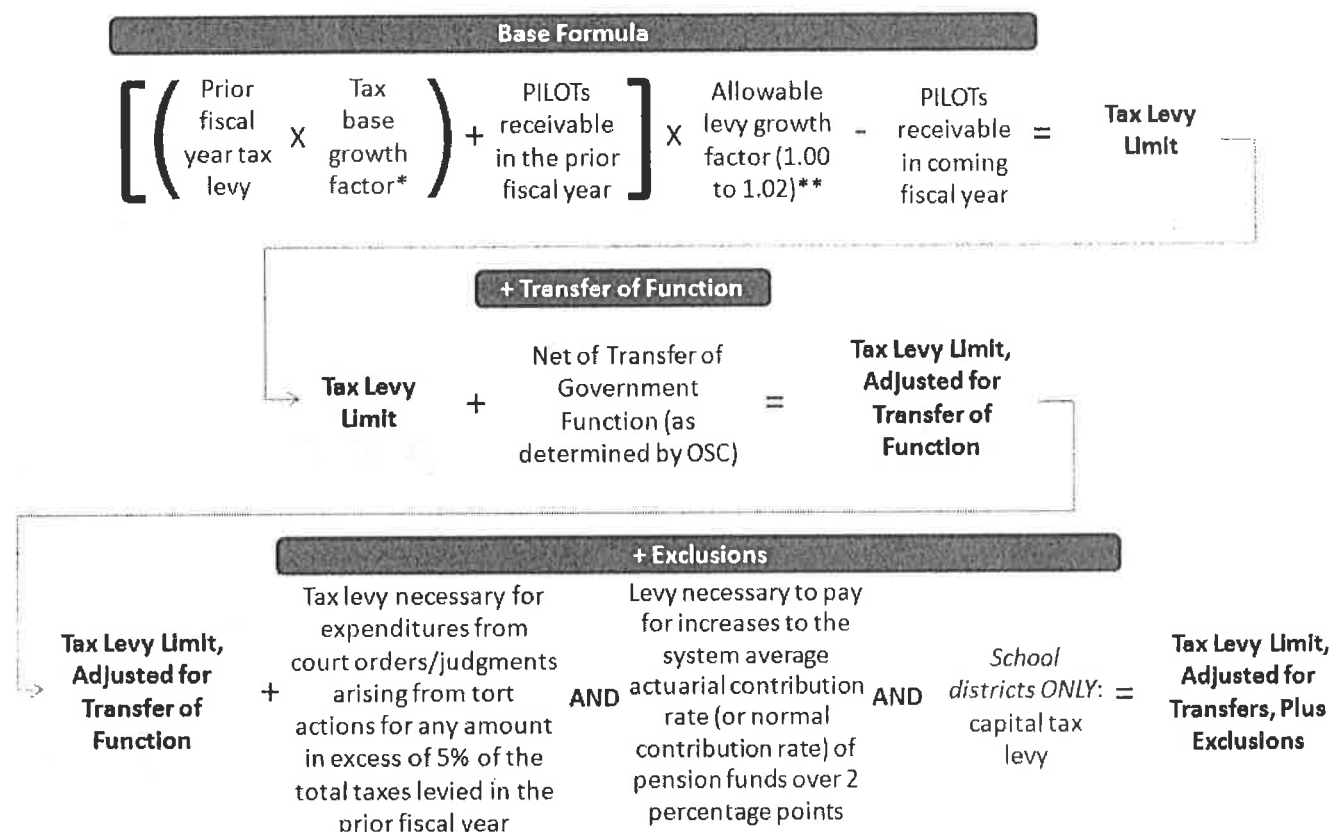 Base Formula
[(Prior fiscal year tax levy X Tax base growth factor*) + PILOTs receivable in the prior fiscal year] X Allowable levy growth factor (1.00 to 1.02)** - PILOTs receivable in coming fiscal year = Tax Levy Limit
+ Transfer of Function
Tax Levy Limit + Net of Transfer of Government Function (as determined by OSC) = Tax Levy Limit, Adjusted for Transfer of Function
+ Exclusions
Tax Levy Limit, Adjusted for Transfer of Function
+
Tax levy necessary for
expenditures from
court orders/judgments
arising from tort
actions for any amount
in excess of 5% of the
total taxes levied in the
prior fiscal year
AND
Levy necessary to pay
for increases to the
system average
actuarial contribution
rate (or normal
contribution rate) of
pension funds over 2
percentage points
AND
School
districts ONLY:
capital tax
levy
=
Tax Levy Limit,
Adjusted for
Transfers, Plus
Exclusions